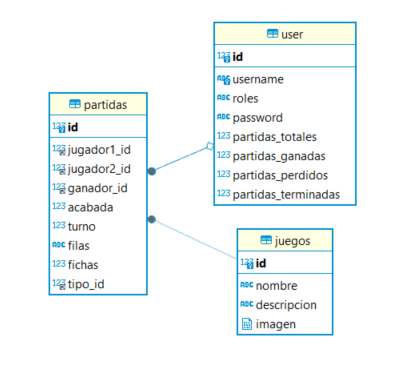 user
123 id
ABC username
ABC roles
ABC password
123 partidas_totales
123 partidas_ganadas
123 partidas_perdidos
123 partidas_terminadas
partidas
123 id
123 jugador1_id
123 jugador2_id
123 ganador_id
123 acabada
123 turno
ABC filas
123 fichas
123 tipo_id
juegos
123 id
ABC nombre
ABC descripcion
imagen